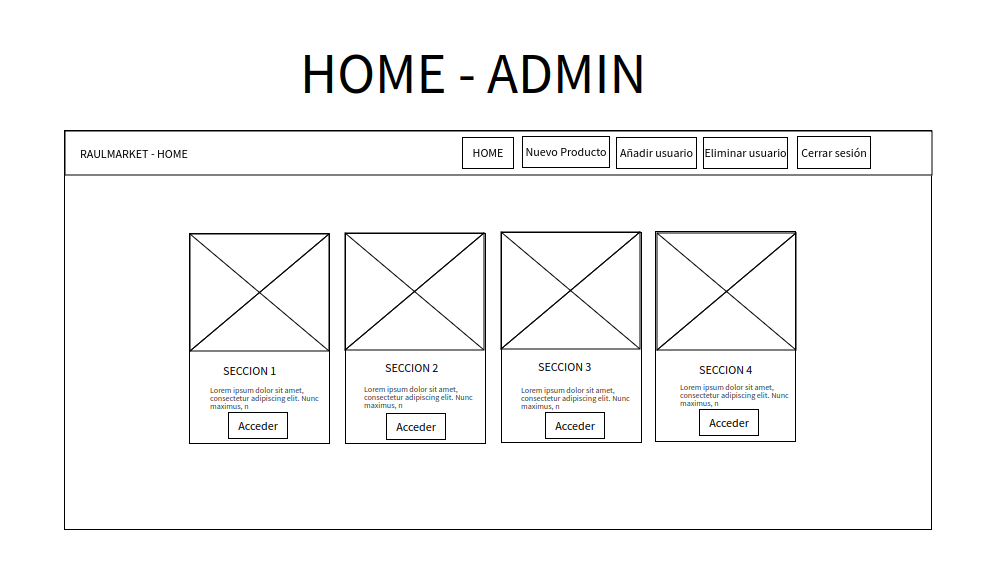 HOME - ADMIN
RAULMARKET - HOME
HOME
Nuevo Producto
Añadir usuario
Eliminar usuario
Cerrar sesión
SECCION 1
Lorem ipsum dolor sit amet,
consectetur adipiscing elit. Nunc
maximus, n
Acceder
SECCION 2
Lorem ipsum dolor sit amet,
consectetur adipiscing elit. Nunc
maximus, n
Acceder
SECCION 3
Lorem ipsum dolor sit amet,
consectetur adipiscing elit. Nunc
maximus, n
Acceder
SECCION 4
Lorem ipsum dolor sit amet,
consectetur adipiscing elit. Nunc
maximus, n
Acceder